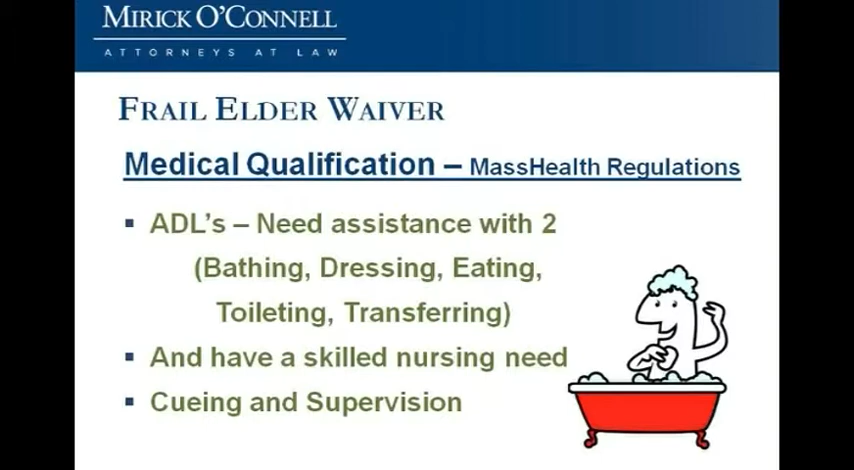 MIRICK O'CONNELL
ATTORNEYS AT LAW
FRAIL ELDER WAIVER
Medical Qualification – MassHealth Regulations
▪ ADL's – Need assistance with 2
(Bathing, Dressing, Eating,
Toileting, Transferring)
▪ And have a skilled nursing need
▪ Cueing and Supervision